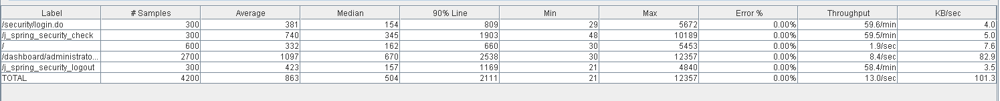 Label # Samples Average Median 90% Line Min Max Error % Throughput KB/sec
/security/login.do 300 381 154 809 29 5672 0.00% 59.6/min 4.0
/j_spring_security_check 300 740 345 1903 48 10189 0.00% 59.5/min 5.0
/ 600 332 162 660 30 5453 0.00% 1.9/sec 7.6
/dashboard/administrato... 2700 1097 670 2538 30 12357 0.00% 8.4/sec 82.9
/j_spring_security_logout 300 423 157 1169 21 4840 0.00% 58.4/min 3.5
TOTAL 4200 863 504 2111 21 12357 0.00% 13.0/sec 101.3